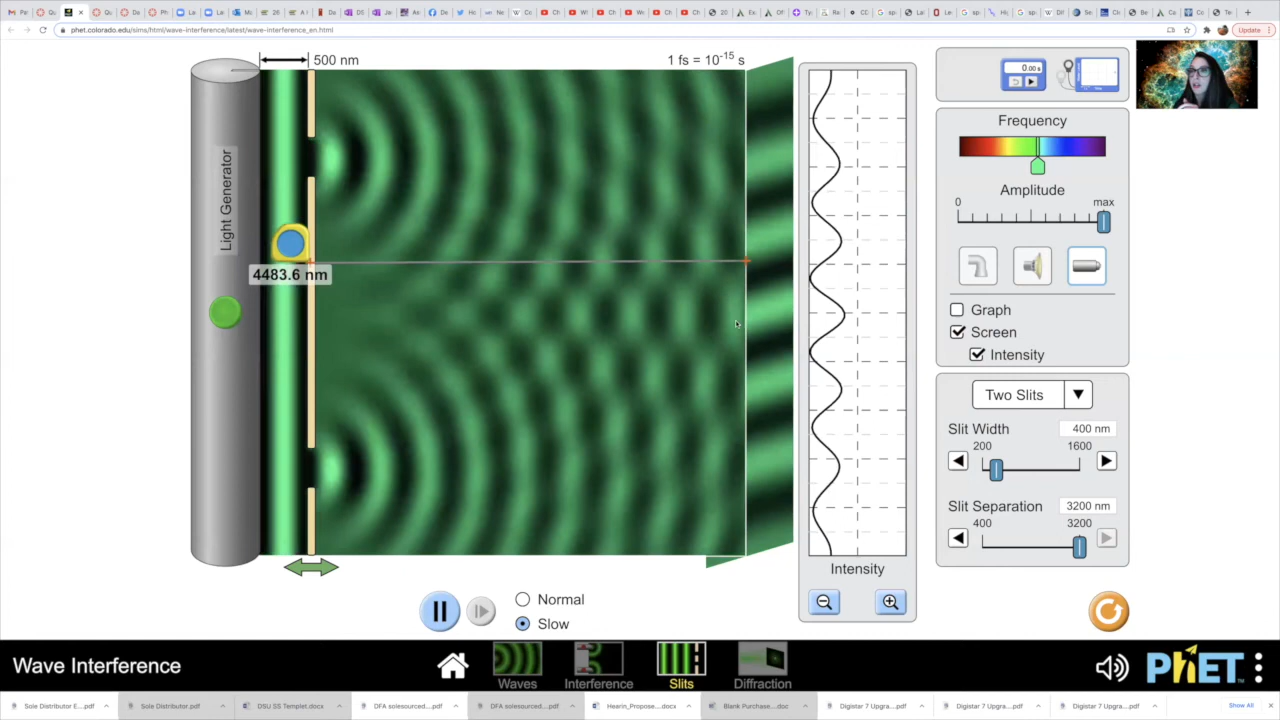 phet.colorado.edu/sims/html/wave-interference/latest/wave-interference_en.html
Update
500 nm
1 fs = 10⁻¹⁵ s
Light Generator
4483.6 nm
0.00 s
Frequency
Amplitude
0
max
Graph
Screen
Intensity
Two Slits
Slit Width
400 nm
200
1600
Slit Separation
3200 nm
400
3200
Intensity
Normal
Slow
Wave Interference
Waves
Interference
Slits
Diffraction
PhET
Sole Distributor E....pdf
Sole Distributor.pdf
DSU SS Templet.docx
DFA solesourced....pdf
DFA solesourced....pdf
Hearin_Propose....docx
Blank Purchase....doc
Digistar 7 Upgra....pdf
Digistar 7 Upgra....pdf
Digistar 7 Upgra....pdf
Show All